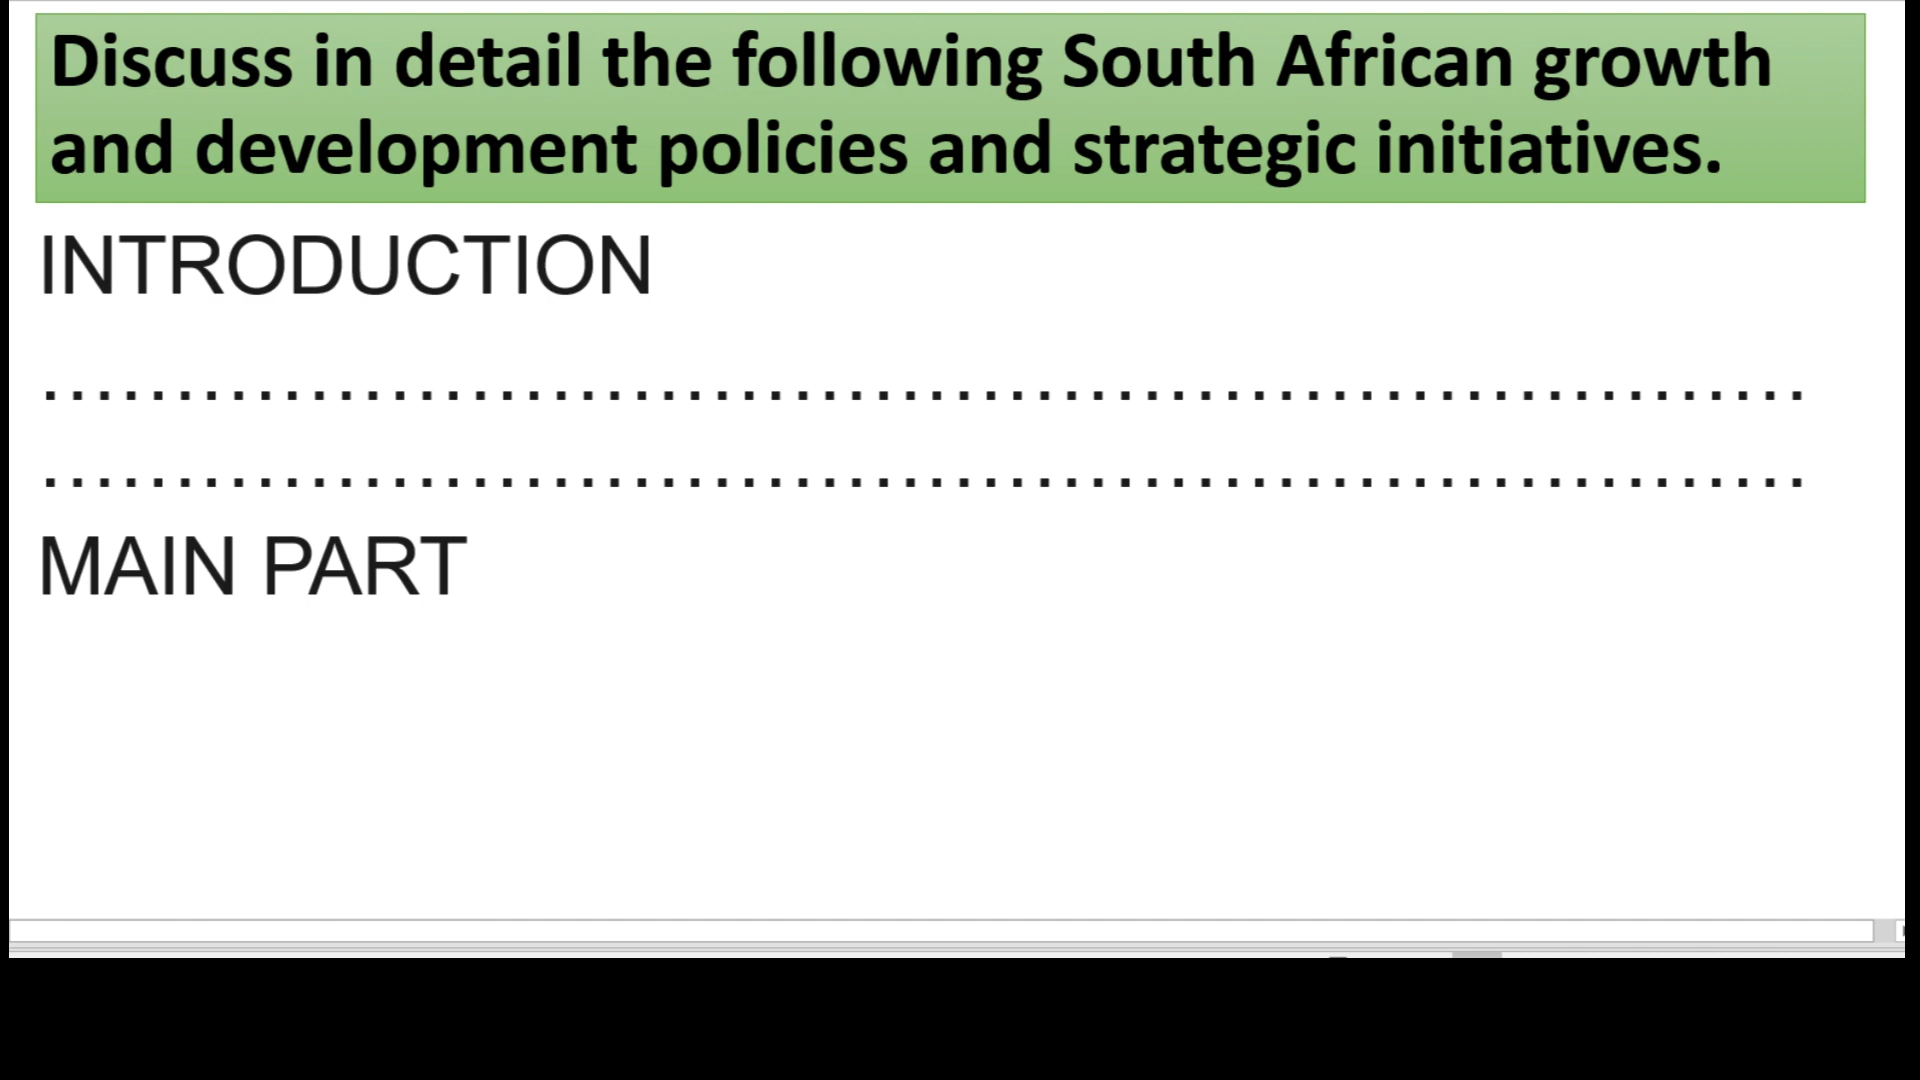 Discuss in detail the following South African growth
and development policies and strategic initiatives.
INTRODUCTION
..................................................................
..................................................................
MAIN PART